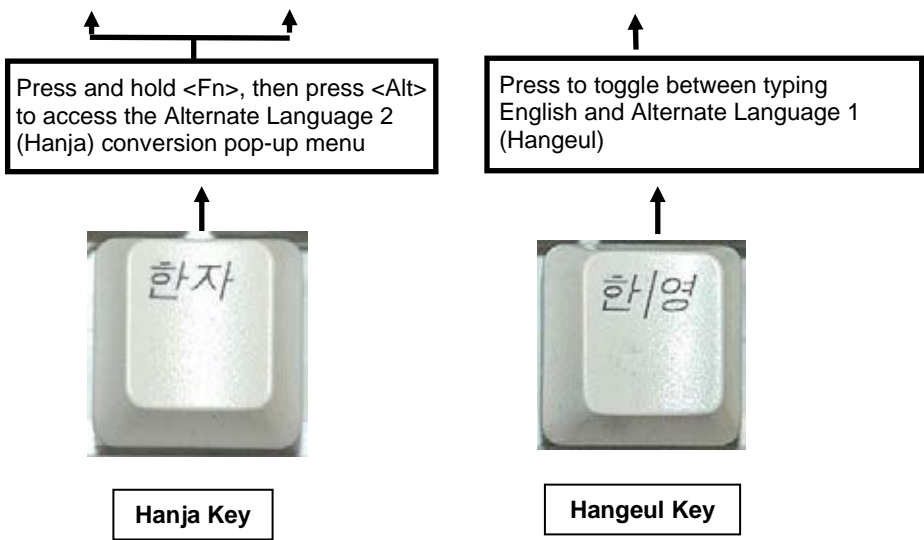 Press and hold <Fn>, then press <Alt>
to access the Alternate Language 2
(Hanja) conversion pop-up menu
Press to toggle between typing
English and Alternate Language 1
(Hangeul)
한자
한/영
Hanja Key
Hangeul Key